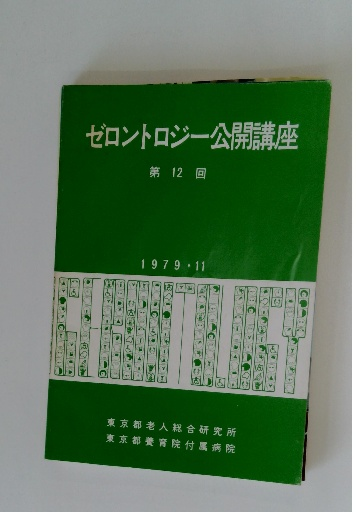 ゼロントロジー公開講座
第 12 回
1979・11
東京都老人総合研究所
東京都養育院付属病院